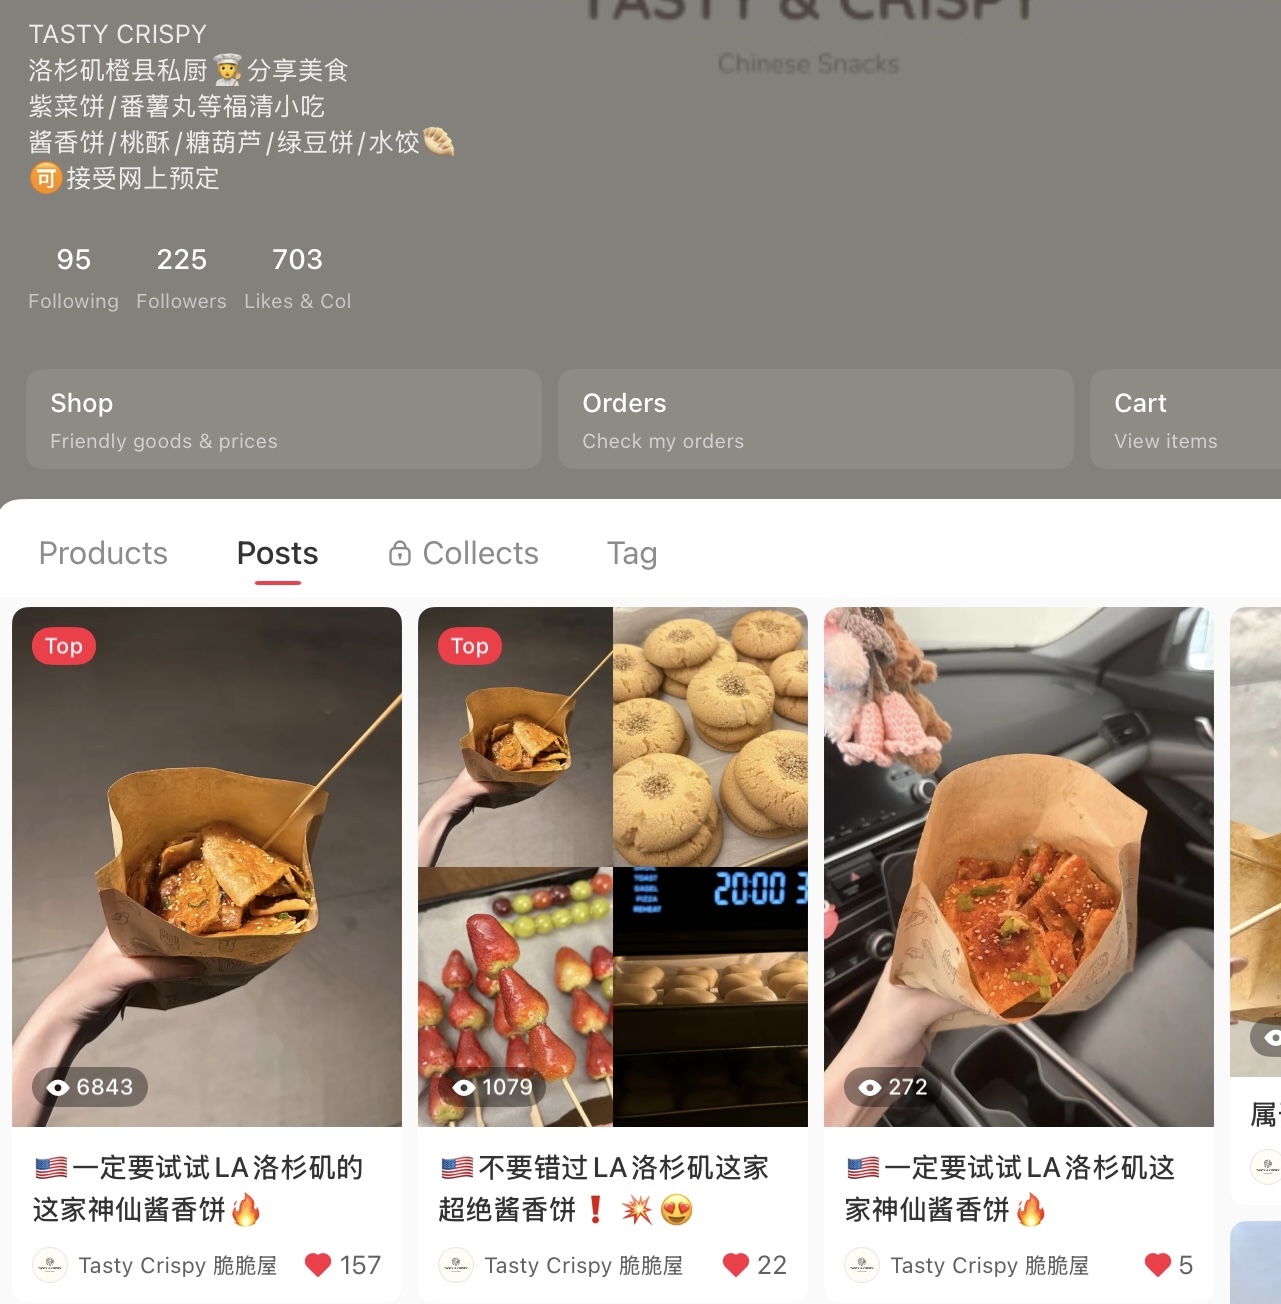 TASTY & CRISPY
Chinese Snacks
TASTY CRISPY
洛杉矶橙县私厨👨‍🍳分享美食
紫菜饼/番薯丸等福清小吃
酱香饼/桃酥/糖葫芦/绿豆饼/水饺🥟
🉑接受网上预定
95 225 703
Following Followers Likes & Col
Shop Orders Cart
Friendly goods & prices Check my orders View items
Products Posts Collects Tag
Top
Top
TOAST
BAGEL
PIZZA
REHEAT
20:00
6843
1079
272
🇺🇸一定要试试LA洛杉矶的
这家神仙酱香饼🔥
Tasty Crispy 脆脆屋 157
🇺🇸不要错过LA洛杉矶这家
超绝酱香饼❗💥😍
Tasty Crispy 脆脆屋 22
🇺🇸一定要试试LA洛杉矶这
家神仙酱香饼🔥
Tasty Crispy 脆脆屋 5
属